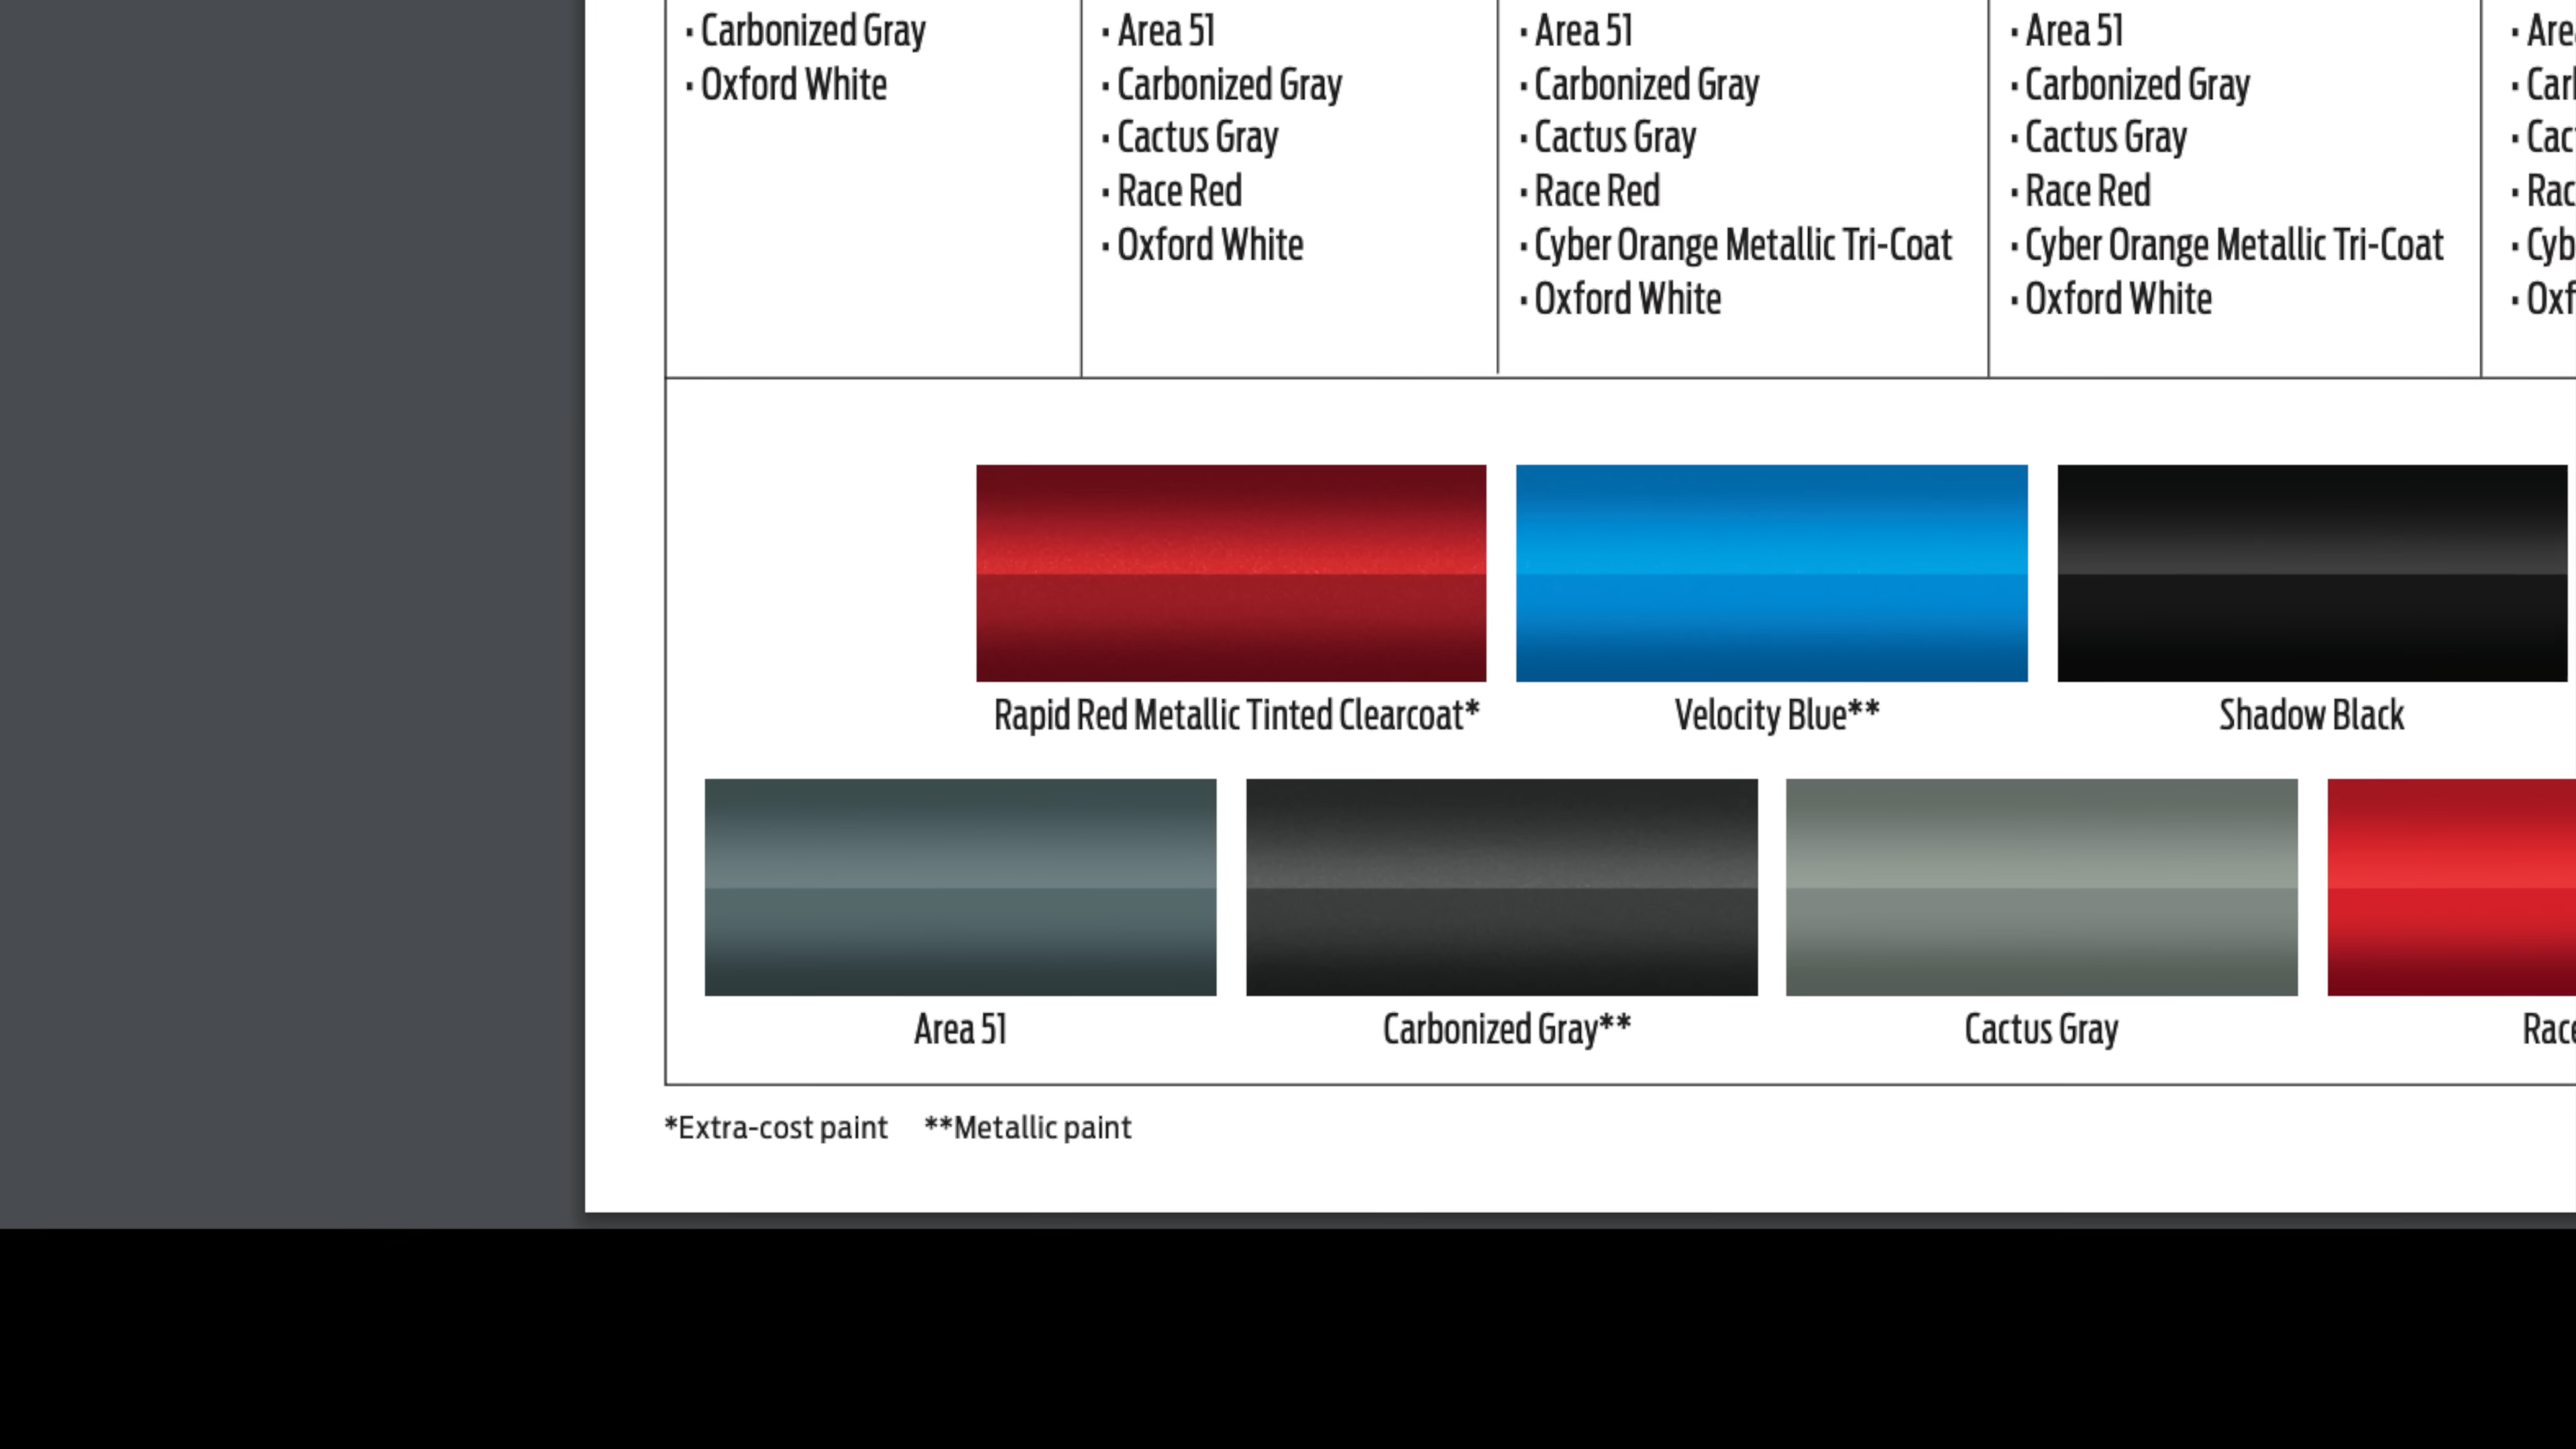 · Carbonized Gray
· Oxford White
· Area 51
· Carbonized Gray
· Cactus Gray
· Race Red
· Oxford White
· Area 51
· Carbonized Gray
· Cactus Gray
· Race Red
· Cyber Orange Metallic Tri-Coat
· Oxford White
· Area 51
· Carbonized Gray
· Cactus Gray
· Race Red
· Cyber Orange Metallic Tri-Coat
· Oxford White
Rapid Red Metallic Tinted Clearcoat*
Velocity Blue**
Shadow Black
Area 51
Carbonized Gray**
Cactus Gray
*Extra-cost paint **Metallic paint